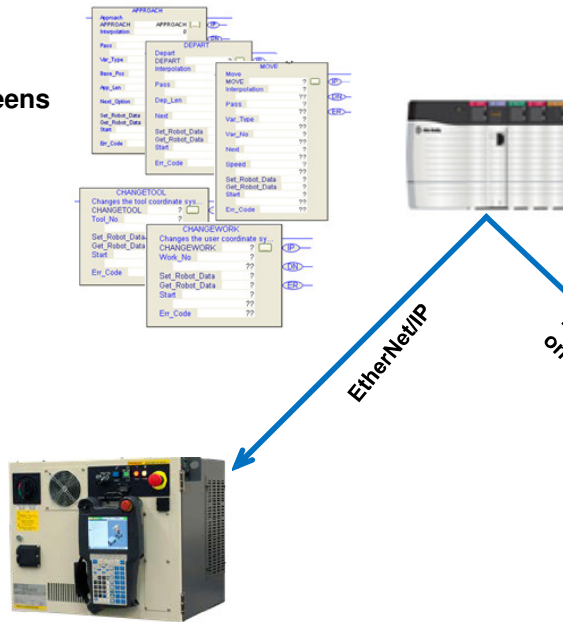 eens
APPROACH
Approach
APPROACH APPROACH [...]
Interpolation 0
Pass
Var_Type
Base_Pos
App_Len
Next_Option
Set_Robot_Data
Get_Robot_Data
Start
Err_Code
DEPART
Depart
DEPART
Interpolation
Pass
Dep_Len
Next
Set_Robot_Data
Get_Robot_Data
Start
Err_Code
MOVE
Move
MOVE ?
Interpolation ?
??
Pass ?
??
Var_Type ?
??
Var_No ?
??
Next ?
??
Speed ?
??
Set_Robot_Data ?
Get_Robot_Data ?
Start ?
??
Err_Code ??
IP
DN
ER
CHANGETOOL
Changes the tool coordinate sys...
CHANGETOOL ?
Tool_No ?
Set_Robot_Data
Get_Robot_Data
Start
Err_Code
CHANGEWORK
Changes the user coordinate sy...
CHANGEWORK ?
Work_No ?
??
Set_Robot_Data ?
Get_Robot_Data ?
Start ?
??
Err_Code ??
IP
DN
ER
EtherNet/IP